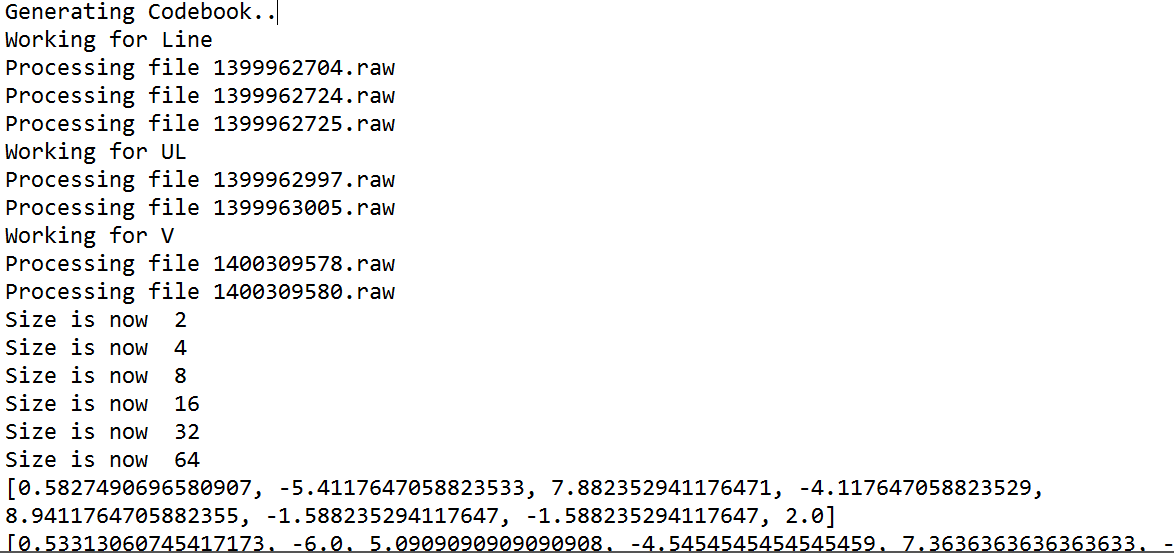 Generating Codebook..
Working for Line
Processing file 1399962704.raw
Processing file 1399962724.raw
Processing file 1399962725.raw
Working for UL
Processing file 1399962997.raw
Processing file 1399963005.raw
Working for V
Processing file 1400309578.raw
Processing file 1400309580.raw
Size is now  2
Size is now  4
Size is now  8
Size is now  16
Size is now  32
Size is now  64
[0.5827490696580907, -5.4117647058823533, 7.882352941176471, -4.117647058823529,
8.9411764705882355, -1.588235294117647, -1.588235294117647, 2.0]
[0.53313060745417173, -6.0, 5.0909090909090908, -4.5454545454545459, 7.3636363636363633, -